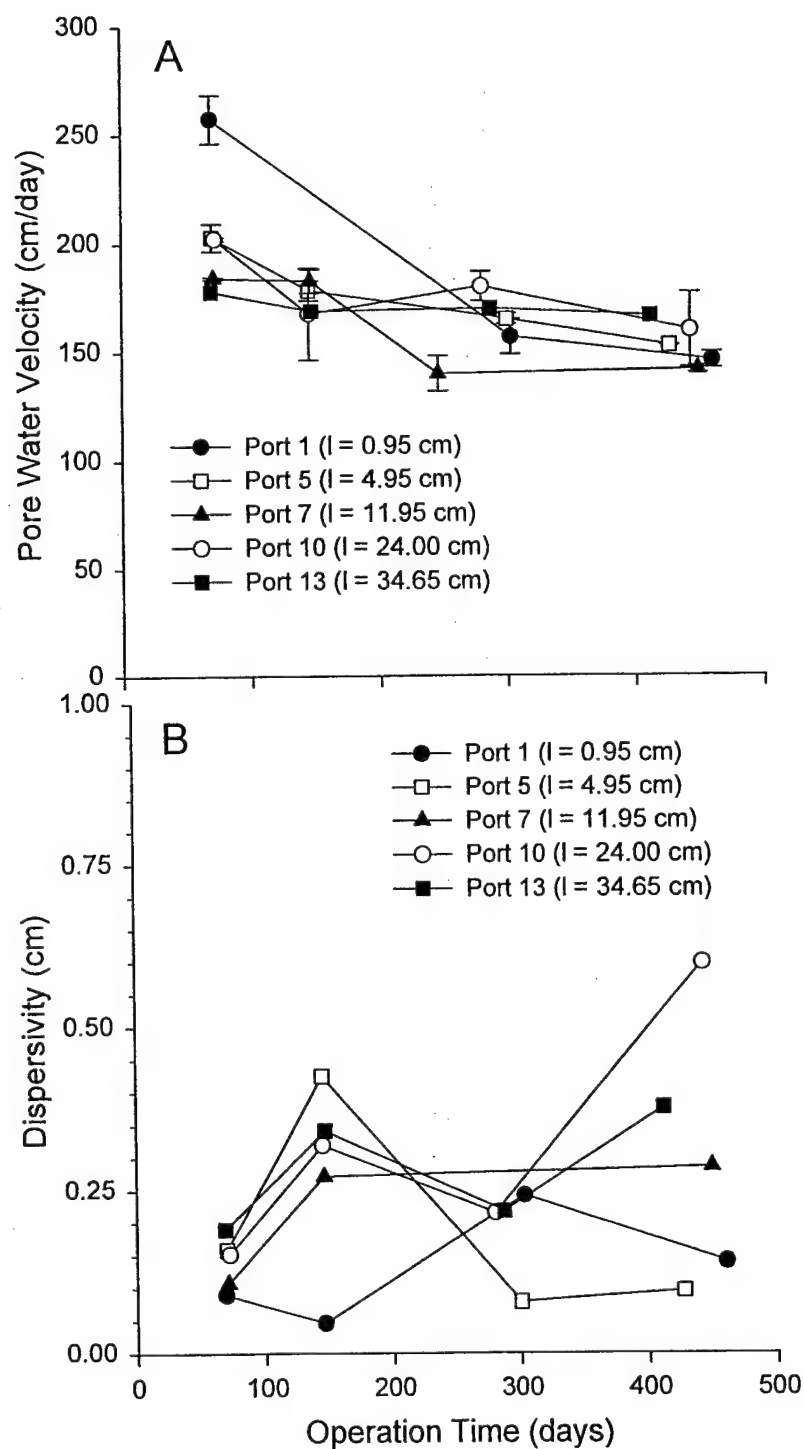 A
300
250
200
150
100
50
0
Pore Water Velocity (cm/day)
Port 1 (l = 0.95 cm)
Port 5 (l = 4.95 cm)
Port 7 (l = 11.95 cm)
Port 10 (l = 24.00 cm)
Port 13 (l = 34.65 cm)
B
1.00
0.75
0.50
0.25
0.00
Dispersivity (cm)
Port 1 (l = 0.95 cm)
Port 5 (l = 4.95 cm)
Port 7 (l = 11.95 cm)
Port 10 (l = 24.00 cm)
Port 13 (l = 34.65 cm)
0 100 200 300 400 500
Operation Time (days)